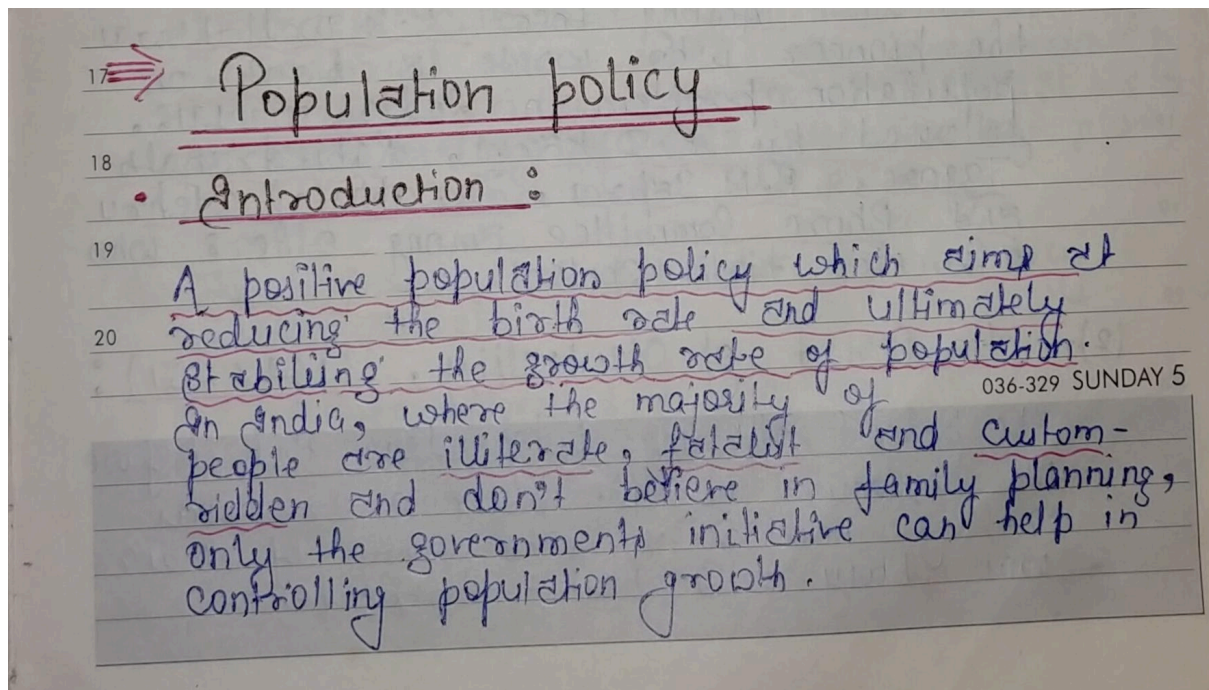 17 ⇒ Population policy
18
• Introduction :
19
A positive population policy which aims at
20 reducing the birth rate and ultimately
stabilising the growth rate of population.
036-329 SUNDAY 5
In India, where the majority of
people are illiterate, fatalist and custom-
ridden and don't believe in family planning,
only the governments initiative can help in
controlling population growth.